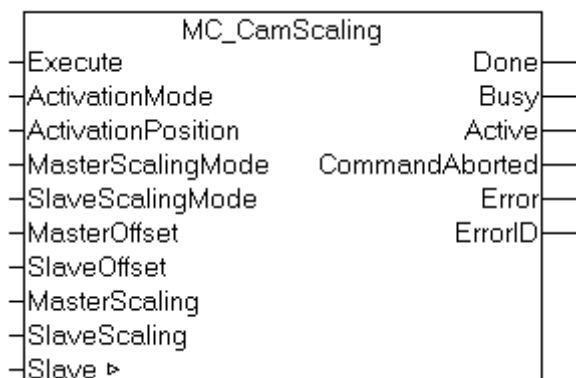 MC_CamScaling
Execute Done
ActivationMode Busy
ActivationPosition Active
MasterScalingMode CommandAborted
SlaveScalingMode Error
MasterOffset ErrorID
SlaveOffset
MasterScaling
SlaveScaling
Slave ▹